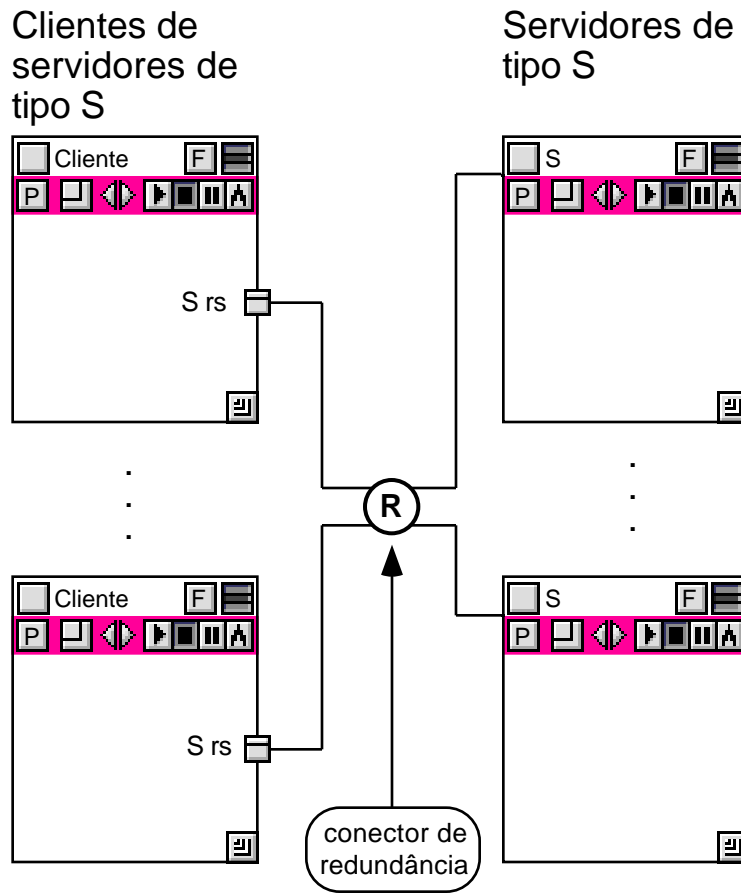 Clientes de
servidores de
tipo S
Servidores de
tipo S
Cliente F
P
S rs
S F
P
R
Cliente F
P
S rs
S F
P
conector de
redundância